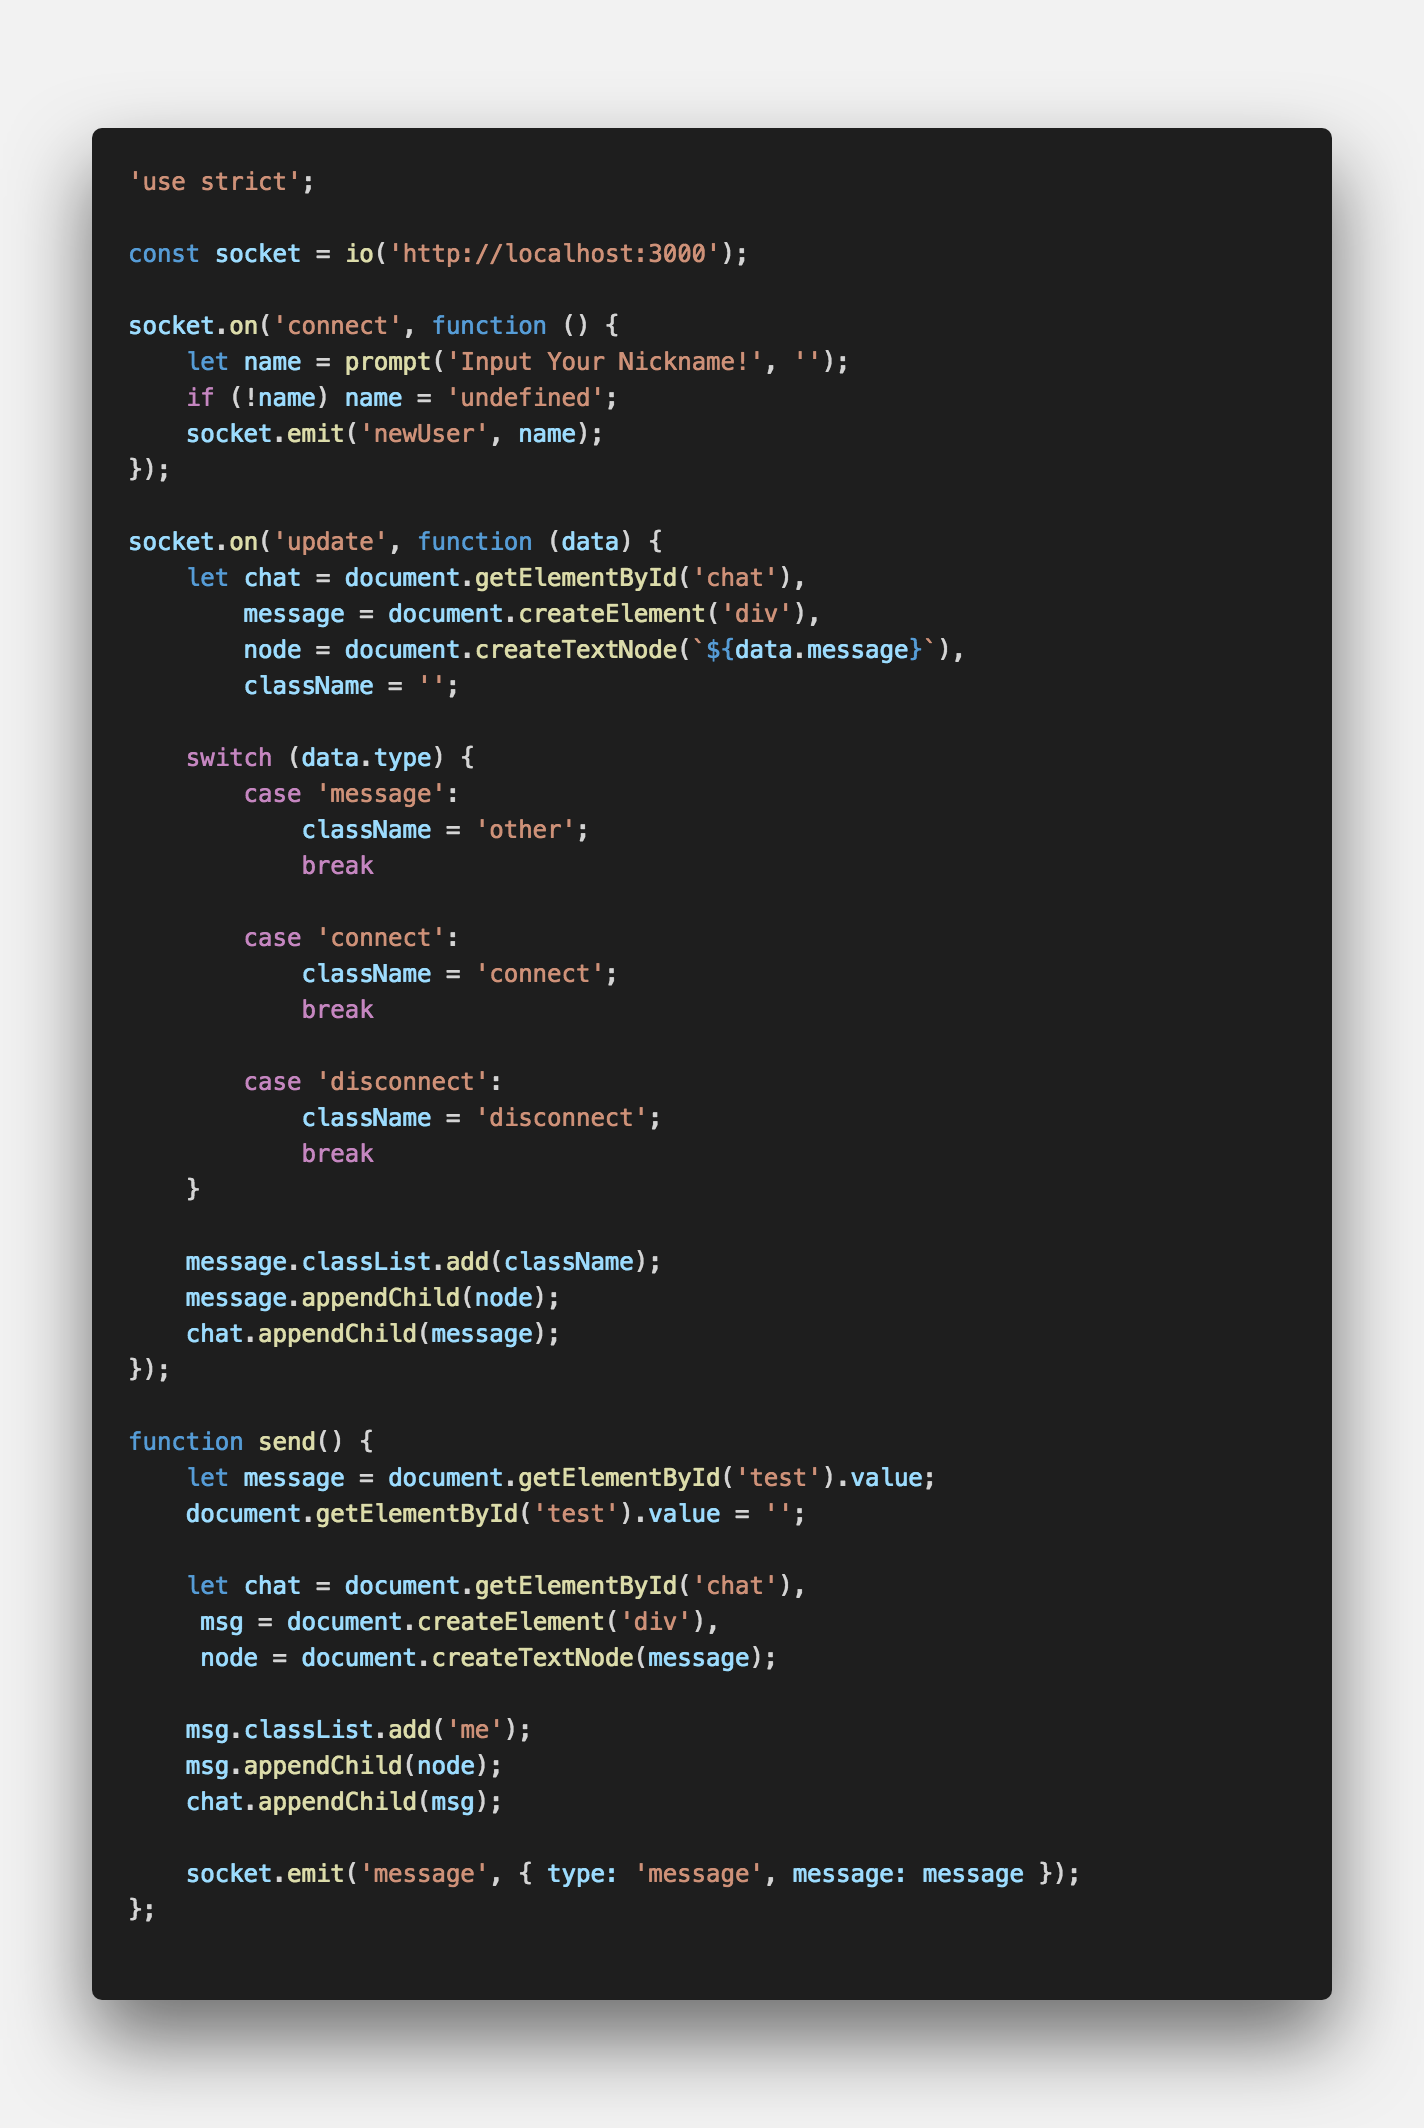 'use strict';

const socket = io('http://localhost:3000');

socket.on('connect', function () {
    let name = prompt('Input Your Nickname!', '');
    if (!name) name = 'undefined';
    socket.emit('newUser', name);
});

socket.on('update', function (data) {
    let chat = document.getElementById('chat'),
        message = document.createElement('div'),
        node = document.createTextNode(`${data.message}`),
        className = '';

    switch (data.type) {
        case 'message':
            className = 'other';
            break

        case 'connect':
            className = 'connect';
            break

        case 'disconnect':
            className = 'disconnect';
            break
    }

    message.classList.add(className);
    message.appendChild(node);
    chat.appendChild(message);
});

function send() {
    let message = document.getElementById('test').value;
    document.getElementById('test').value = '';

    let chat = document.getElementById('chat'),
     msg = document.createElement('div'),
     node = document.createTextNode(message);

    msg.classList.add('me');
    msg.appendChild(node);
    chat.appendChild(msg);

    socket.emit('message', { type: 'message', message: message });
};